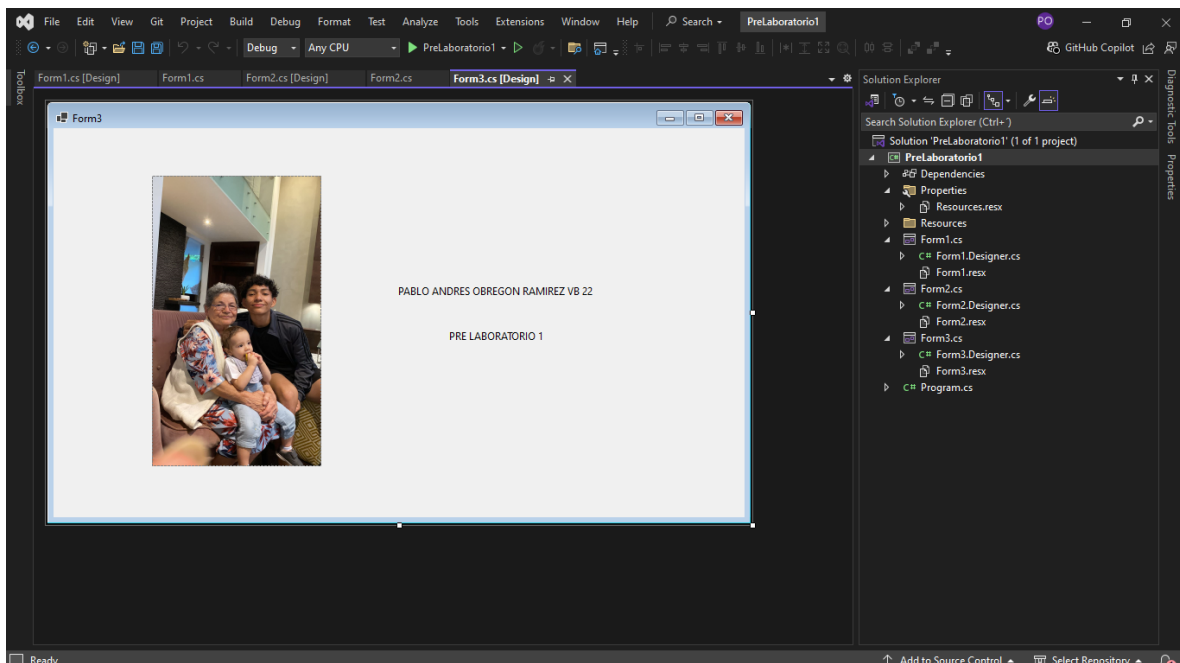 File Edit View Git Project Build Debug Format Test Analyze Tools Extensions Window Help Search PreLaboratorio1 PO
Debug Any CPU PreLaboratorio1 GitHub Copilot
Toolbox
Form1.cs [Design] Form1.cs Form2.cs [Design] Form2.cs Form3.cs [Design]
Form3
PABLO ANDRES OBREGON RAMIREZ VB 22
PRE LABORATORIO 1
Solution Explorer
Search Solution Explorer (Ctrl+´)
Solution 'PreLaboratorio1' (1 of 1 project)
PreLaboratorio1
Dependencies
Properties
Resources.resx
Resources
Form1.cs
C# Form1.Designer.cs
Form1.resx
Form2.cs
C# Form2.Designer.cs
Form2.resx
Form3.cs
C# Form3.Designer.cs
Form3.resx
C# Program.cs
Diagnostic Tools
Properties
Ready Add to Source Control Select Repository